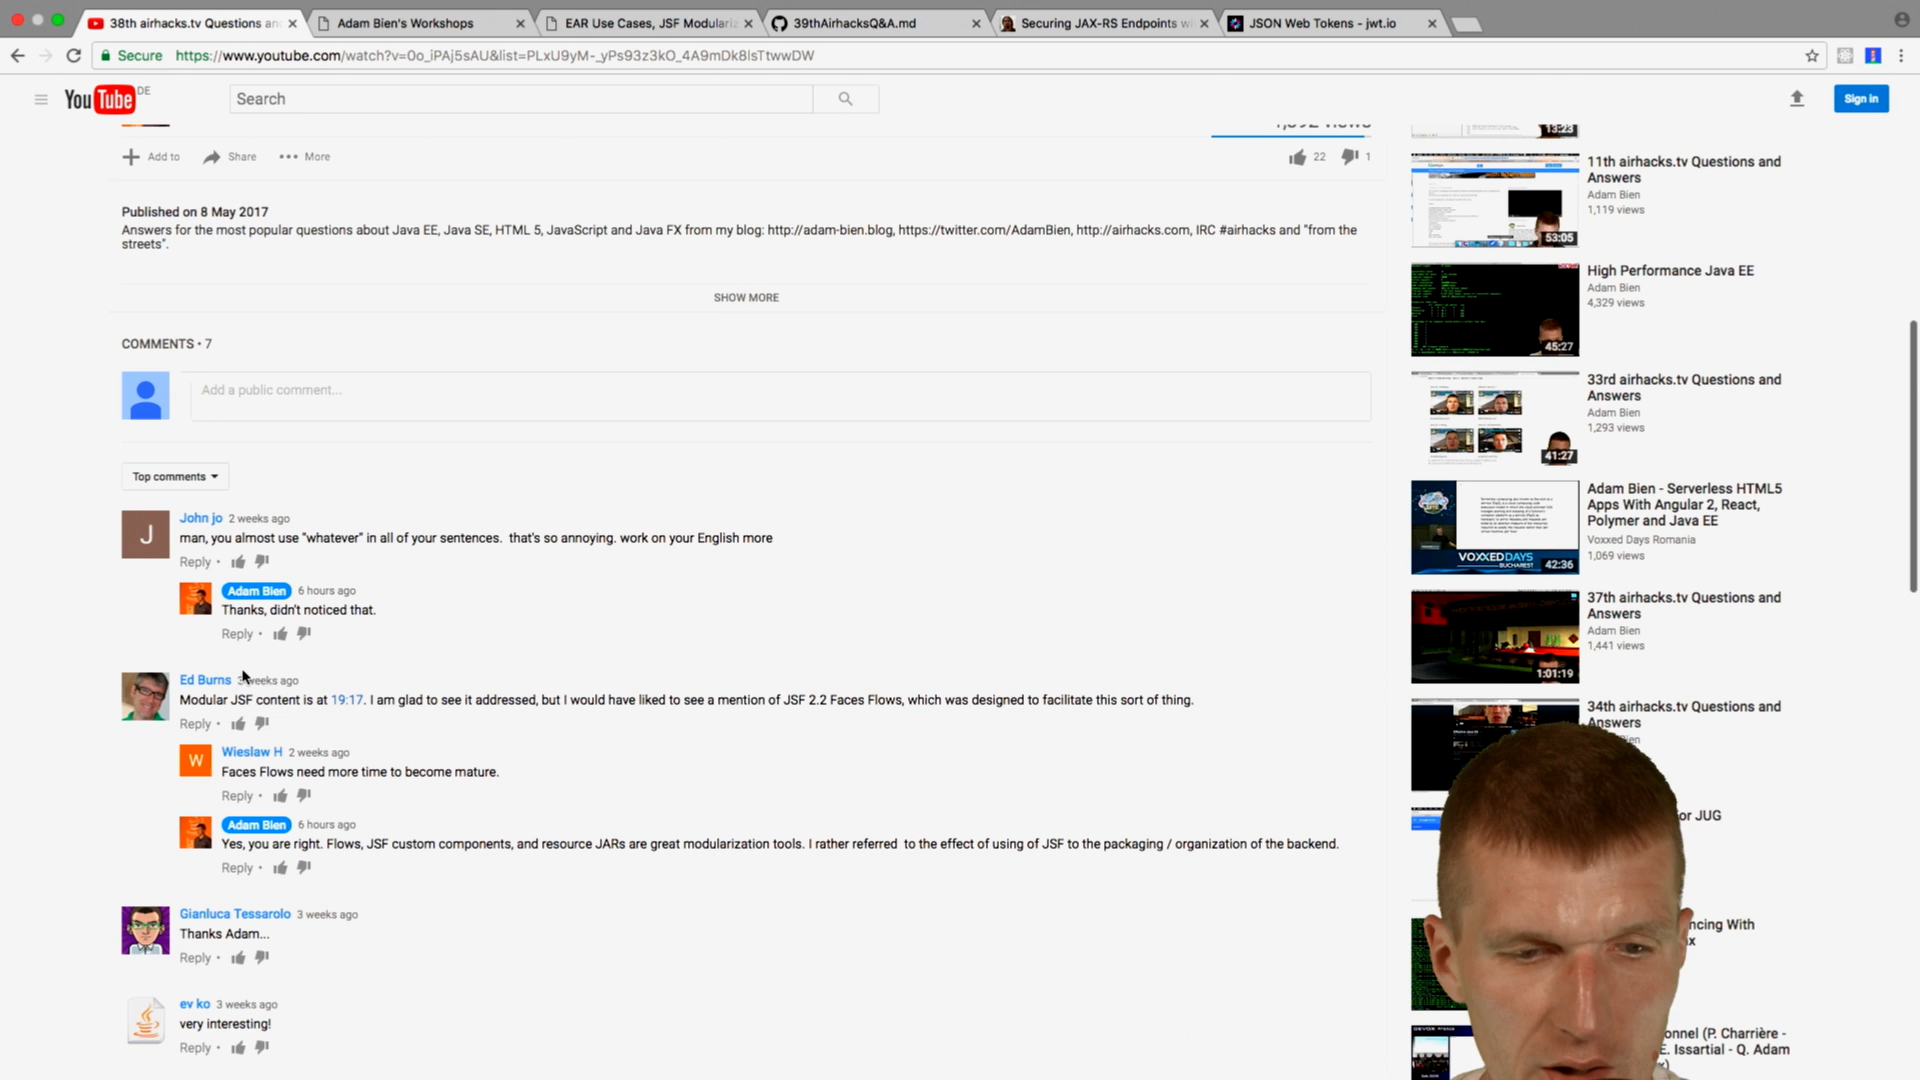 38th airhacks.tv Questions an
Adam Bien's Workshops
EAR Use Cases, JSF Modulariz
39thAirhacksQ&A.md
Securing JAX-RS Endpoints wi
JSON Web Tokens - jwt.io
Secure
https://www.youtube.com/watch?v=0o_iPAj5sAU&list=PLxU9yM-_yPs93z3kO_4A9mDk8lsTtwwDW
YouTube DE
Search
Sign in
Add to
Share
More
22
1
Published on 8 May 2017
Answers for the most popular questions about Java EE, Java SE, HTML 5, JavaScript and Java FX from my blog: http://adam-bien.blog, https://twitter.com/AdamBien, http://airhacks.com, IRC #airhacks and "from the
streets".
SHOW MORE
COMMENTS • 7
Add a public comment...
Top comments
J
John jo 2 weeks ago
man, you almost use "whatever" in all of your sentences. that's so annoying. work on your English more
Reply •
Adam Bien 6 hours ago
Thanks, didn't noticed that.
Reply •
Ed Burns weeks ago
Modular JSF content is at 19:17. I am glad to see it addressed, but I would have liked to see a mention of JSF 2.2 Faces Flows, which was designed to facilitate this sort of thing.
Reply •
W
Wieslaw H 2 weeks ago
Faces Flows need more time to become mature.
Reply •
Adam Bien 6 hours ago
Yes, you are right. Flows, JSF custom components, and resource JARs are great modularization tools. I rather referred to the effect of using of JSF to the packaging / organization of the backend.
Reply •
Gianluca Tessarolo 3 weeks ago
Thanks Adam...
Reply •
ev ko 3 weeks ago
very interesting!
Reply •
13:23
11th airhacks.tv Questions and
Answers
Adam Bien
1,119 views
53:05
High Performance Java EE
Adam Bien
4,329 views
45:27
33rd airhacks.tv Questions and
Answers
Adam Bien
1,293 views
41:27
Adam Bien - Serverless HTML5
Apps With Angular 2, React,
Polymer and Java EE
Voxxed Days Romania
1,069 views
VOXXED DAYS
BUCHAREST
42:36
37th airhacks.tv Questions and
Answers
Adam Bien
1,441 views
1:01:19
34th airhacks.tv Questions and
Answers
or JUG
ncing With
x
onnel (P. Charrière -
E. Issartial - Q. Adam
x)